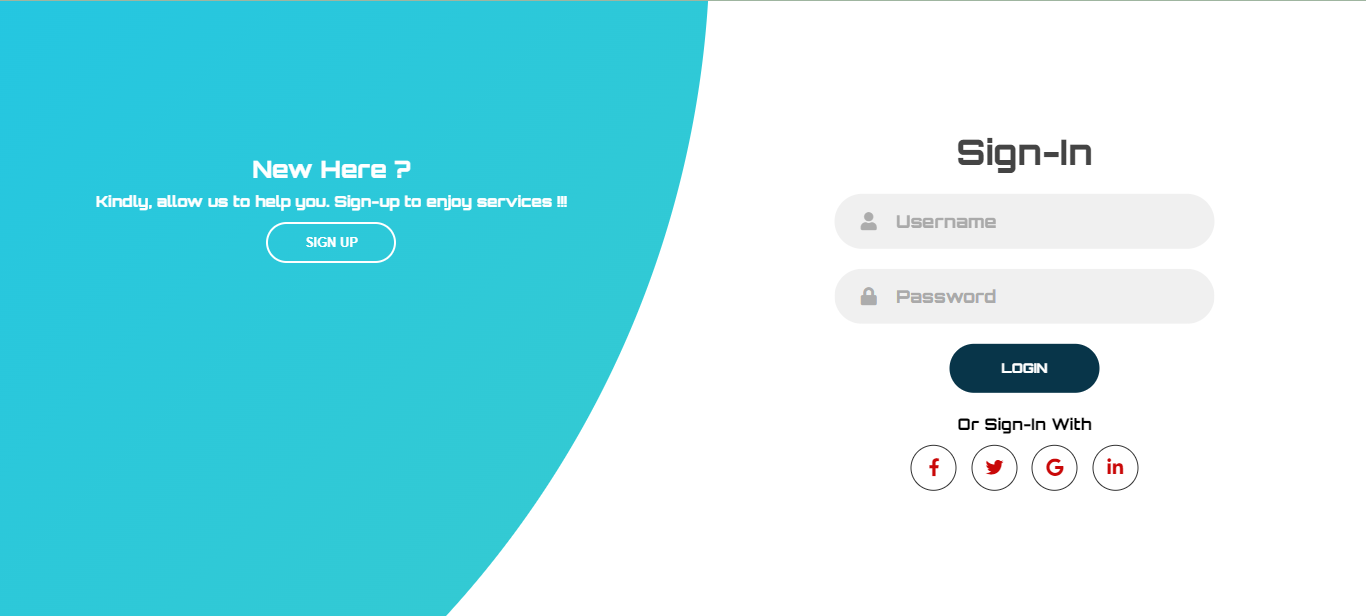 New Here ?
Kindly, allow us to help you. Sign-up to enjoy services !!!
SIGN UP
Sign-In
Username
Password
LOGIN
Or Sign-In With